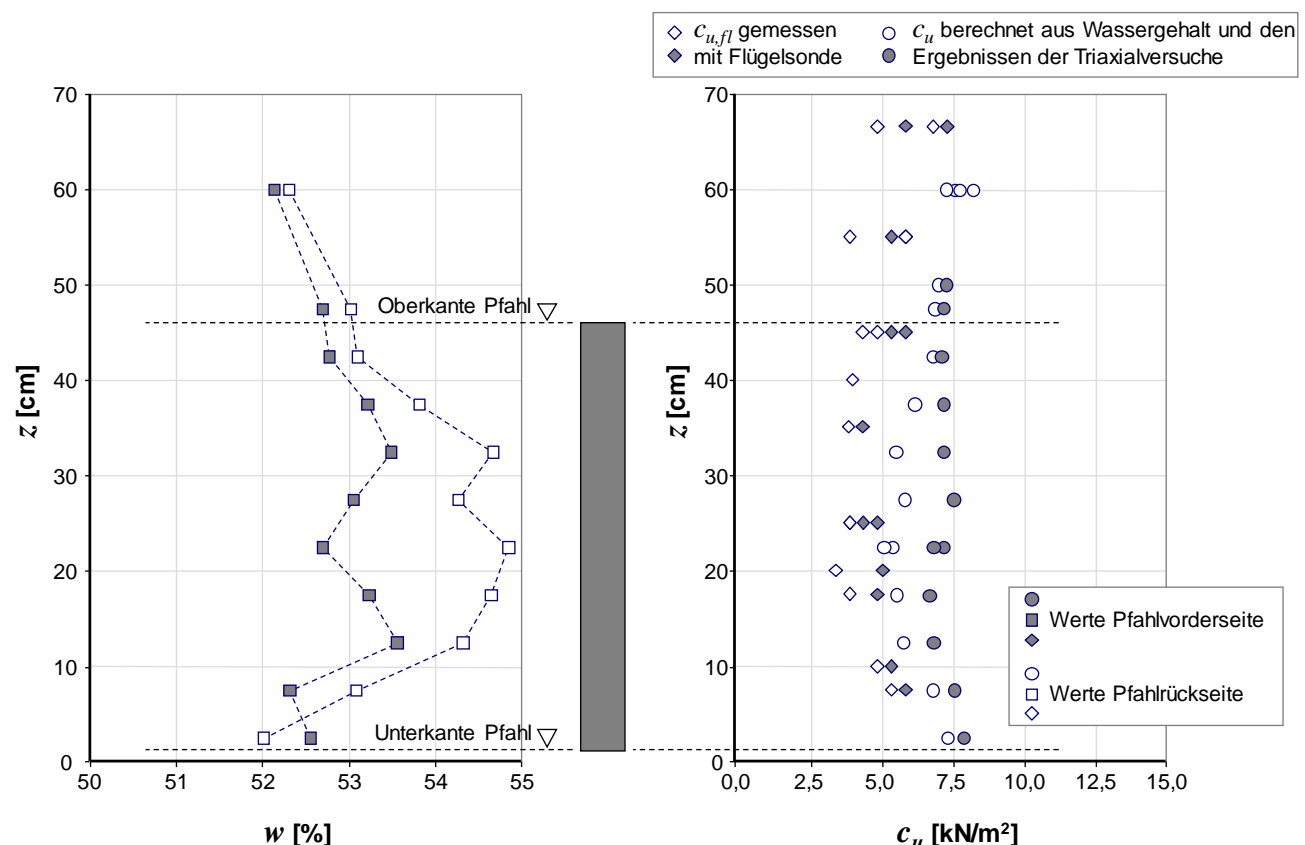 c_{u,fl} gemessen
mit Flügelsonde
c_u berechnet aus Wassergehalt und den
Ergebnissen der Triaxialversuche
70
60
50
40
30
20
10
0
z [cm]
50 51 52 53 54 55
w [%]
Oberkante Pfahl
Unterkante Pfahl
70
60
50
40
30
20
10
0
z [cm]
0,0 2,5 5,0 7,5 10,0 15,0
c_u [kN/m²]
Werte Pfahlvorderseite
Werte Pfahlrückseite